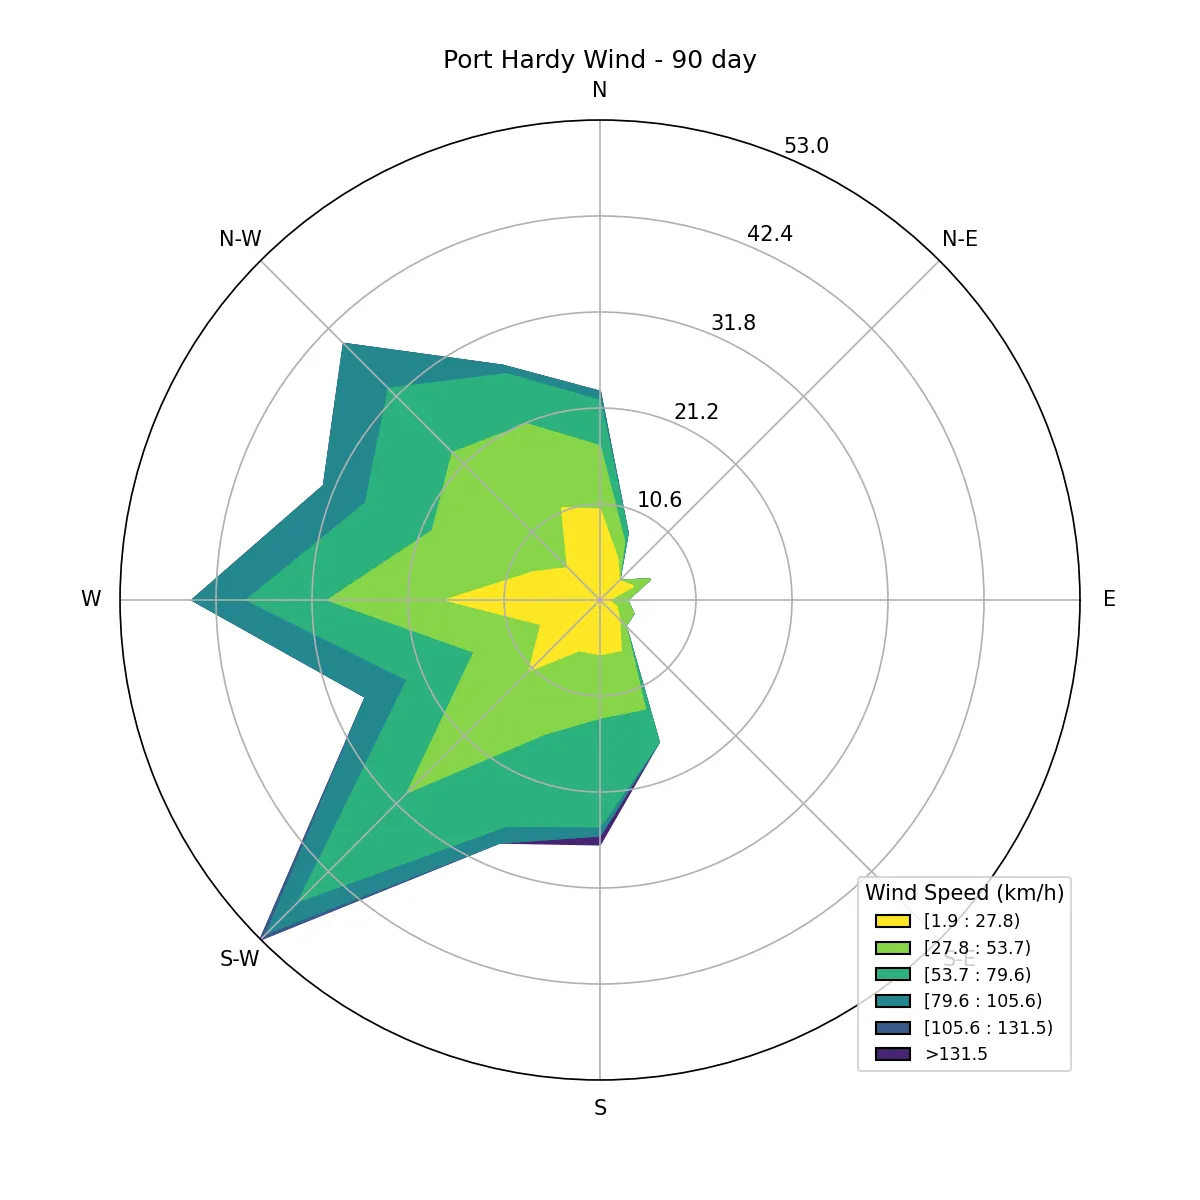 Port Hardy Wind - 90 day
N
53.0
42.4
N-W
N-E
31.8
21.2
10.6
W
E
Wind Speed (km/h)
[1.9 : 27.8)
[27.8 : 53.7)
S-W
S-E
[53.7 : 79.6)
[79.6 : 105.6)
[105.6 : 131.5)
>131.5
S